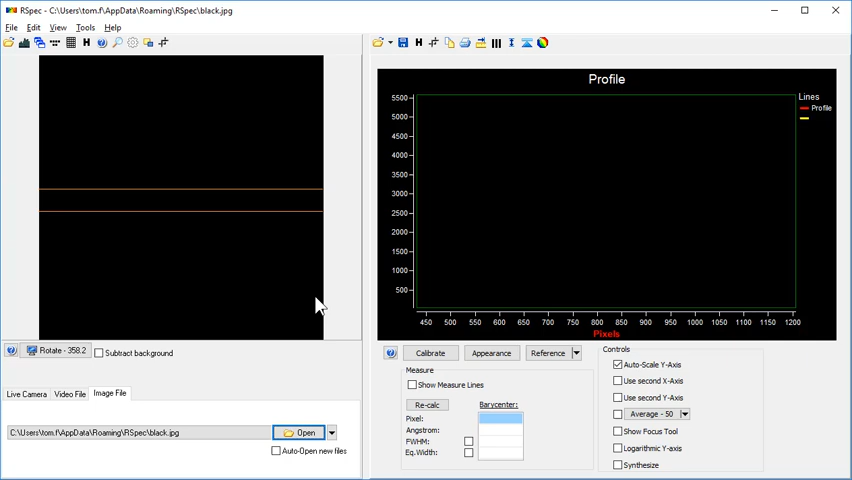 RSpec - C:\Users\tom.f\AppData\Roaming\RSpec\black.jpg
File Edit View Tools Help
Profile
Lines
Profile
5500
5000
4500
4000
3500
3000
2500
2000
1500
1000
500
450 500 550 600 650 700 750 800 850 900 950 1000 1050 1100 1150 1200
Pixels
Rotate - 358.2
Subtract background
Live Camera Video File Image File
C:\Users\tom.f\AppData\Roaming\RSpec\black.jpg
Open
Auto-Open new files
Calibrate Appearance Reference
Measure
Show Measure Lines
Re-calc
Barycenter:
Pixel:
Angstrom:
FWHM:
Eq.Width:
Controls
Auto-Scale Y-Axis
Use second X-Axis
Use second Y-Axis
Average - 50
Show Focus Tool
Logarithmic Y-axis
Synthesize